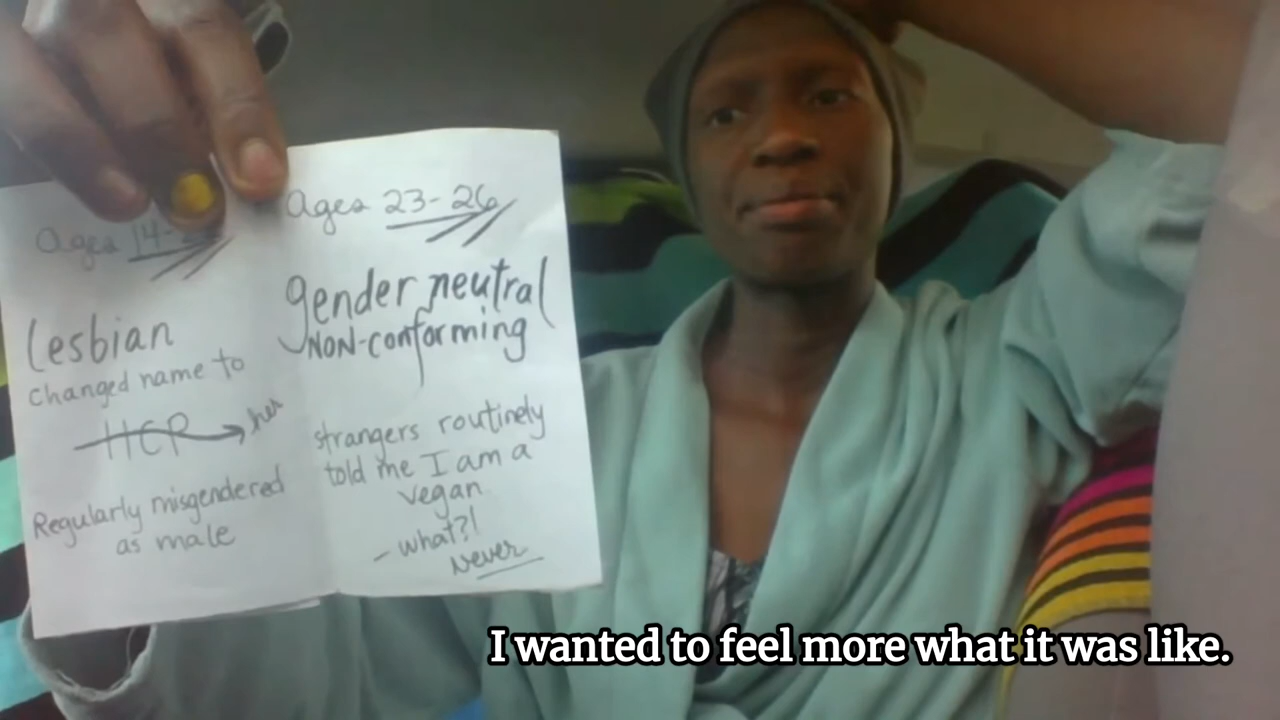 Ages 14-
lesbian
changed name to
HER her
Regularly misgendered
as male
Ages 23-26
gender neutral
NON-conforming
strangers routinely
told me I am a
vegan
- what?!
Never
I wanted to feel more what it was like.